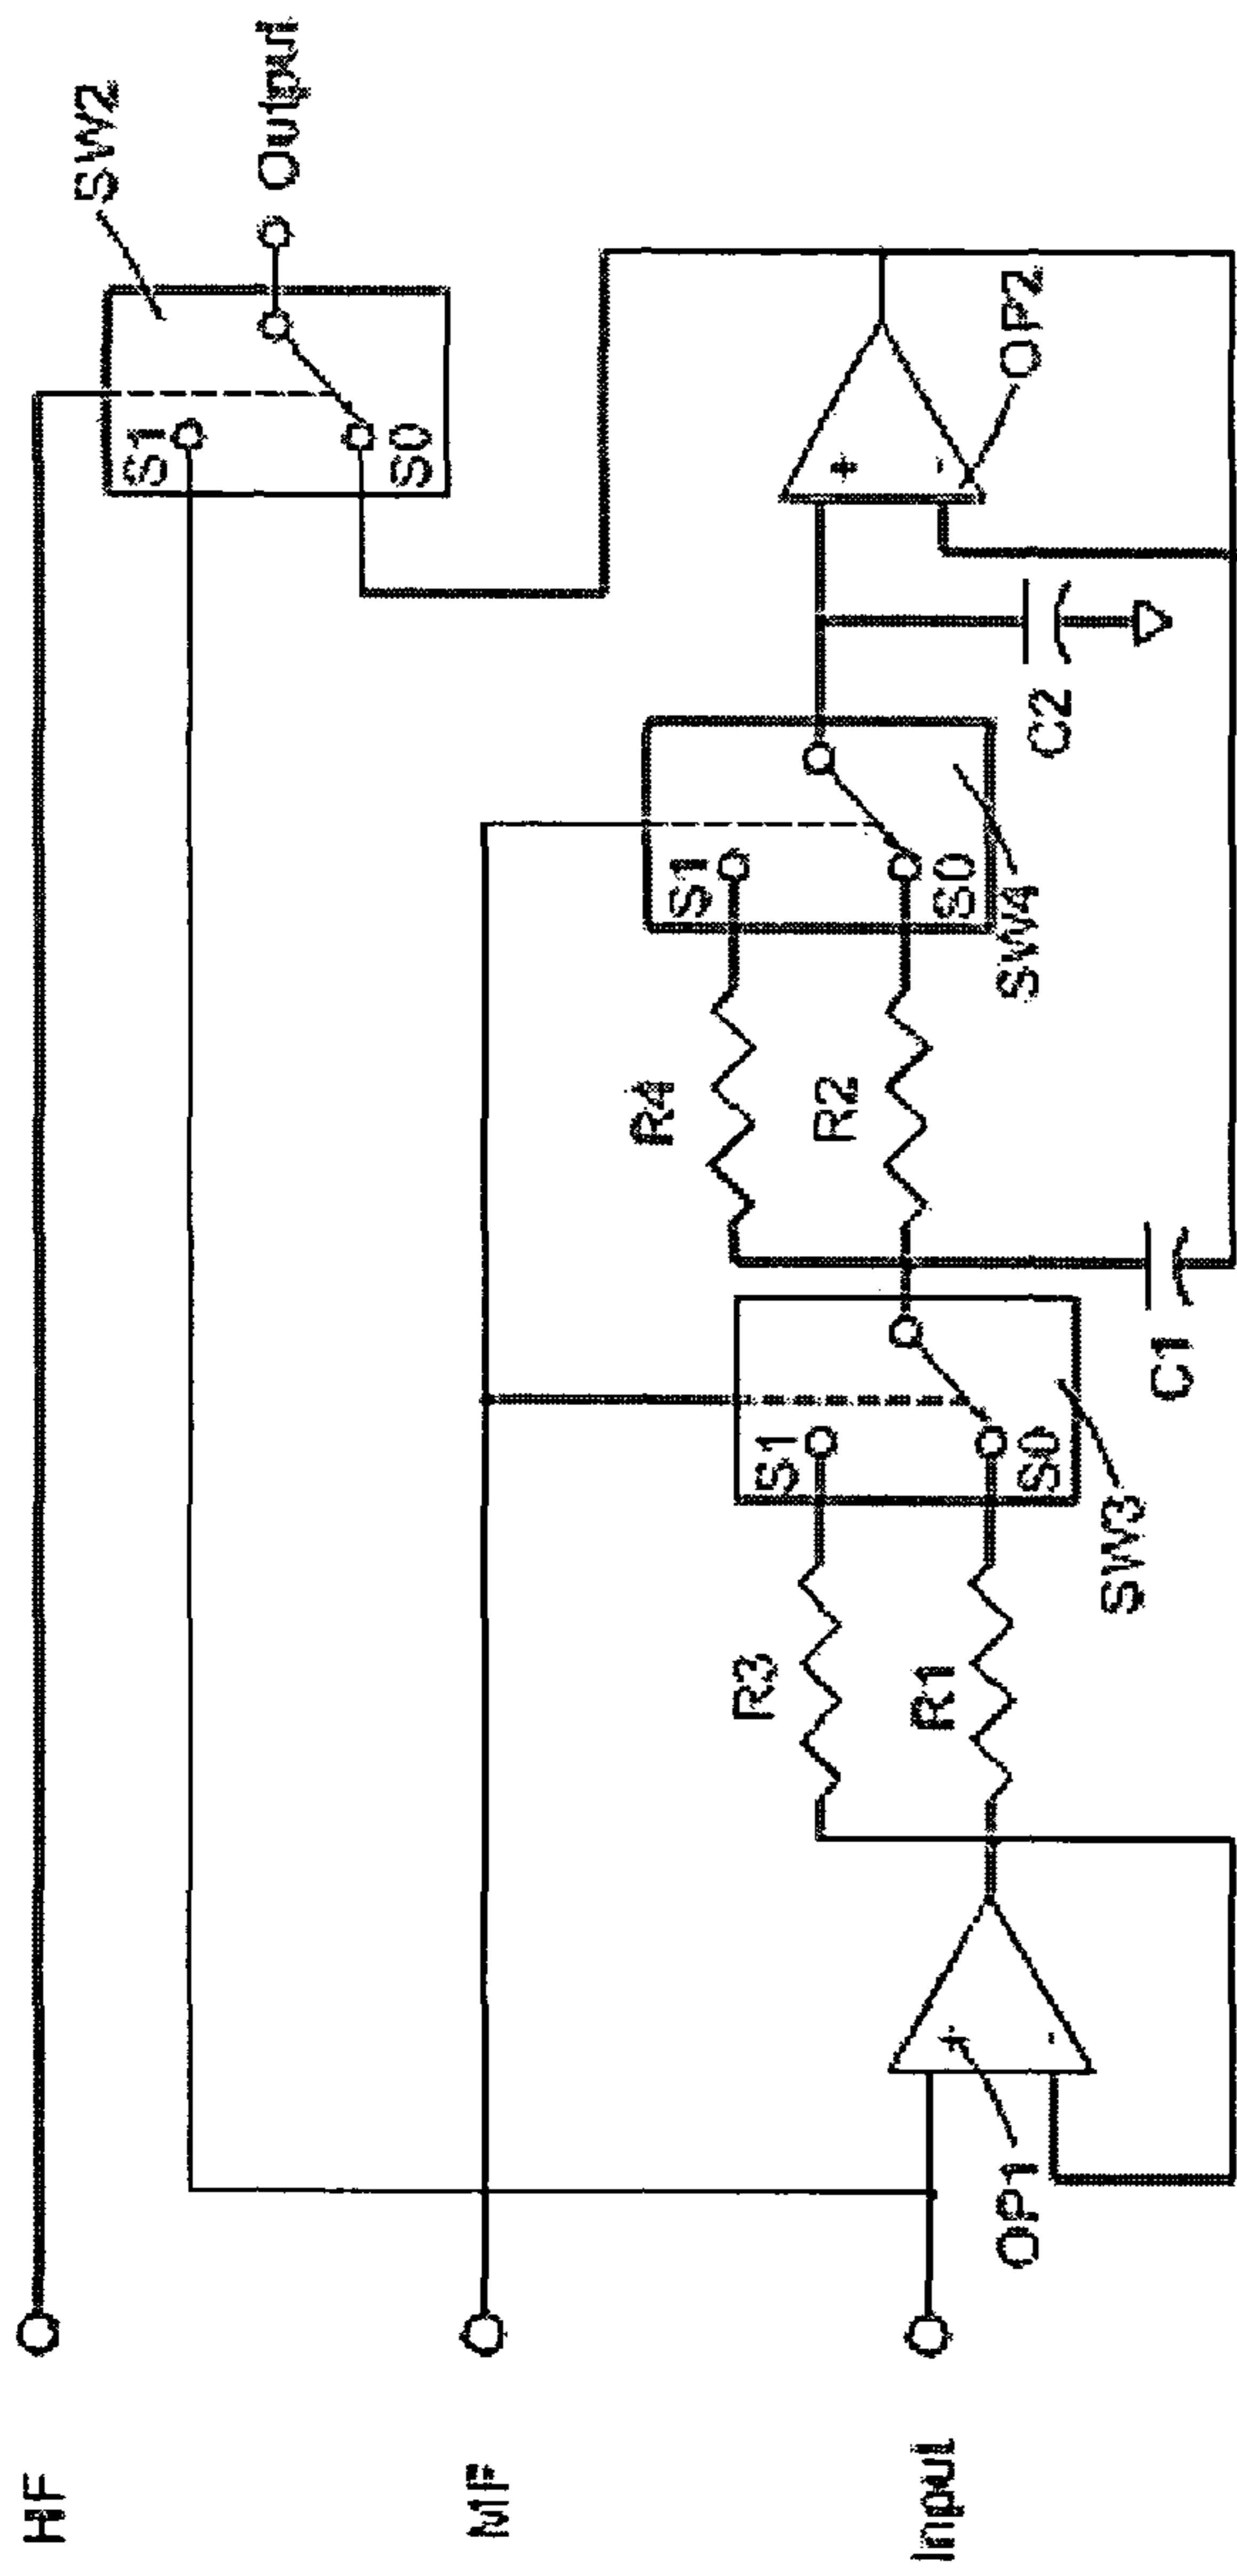 HF
MF
Input
OP1
R3
R1
S1
S0
SW3
C1
R4
R2
S1
S0
SW4
C2
+
-
OP2
+
-
S1
S0
SW2
Output